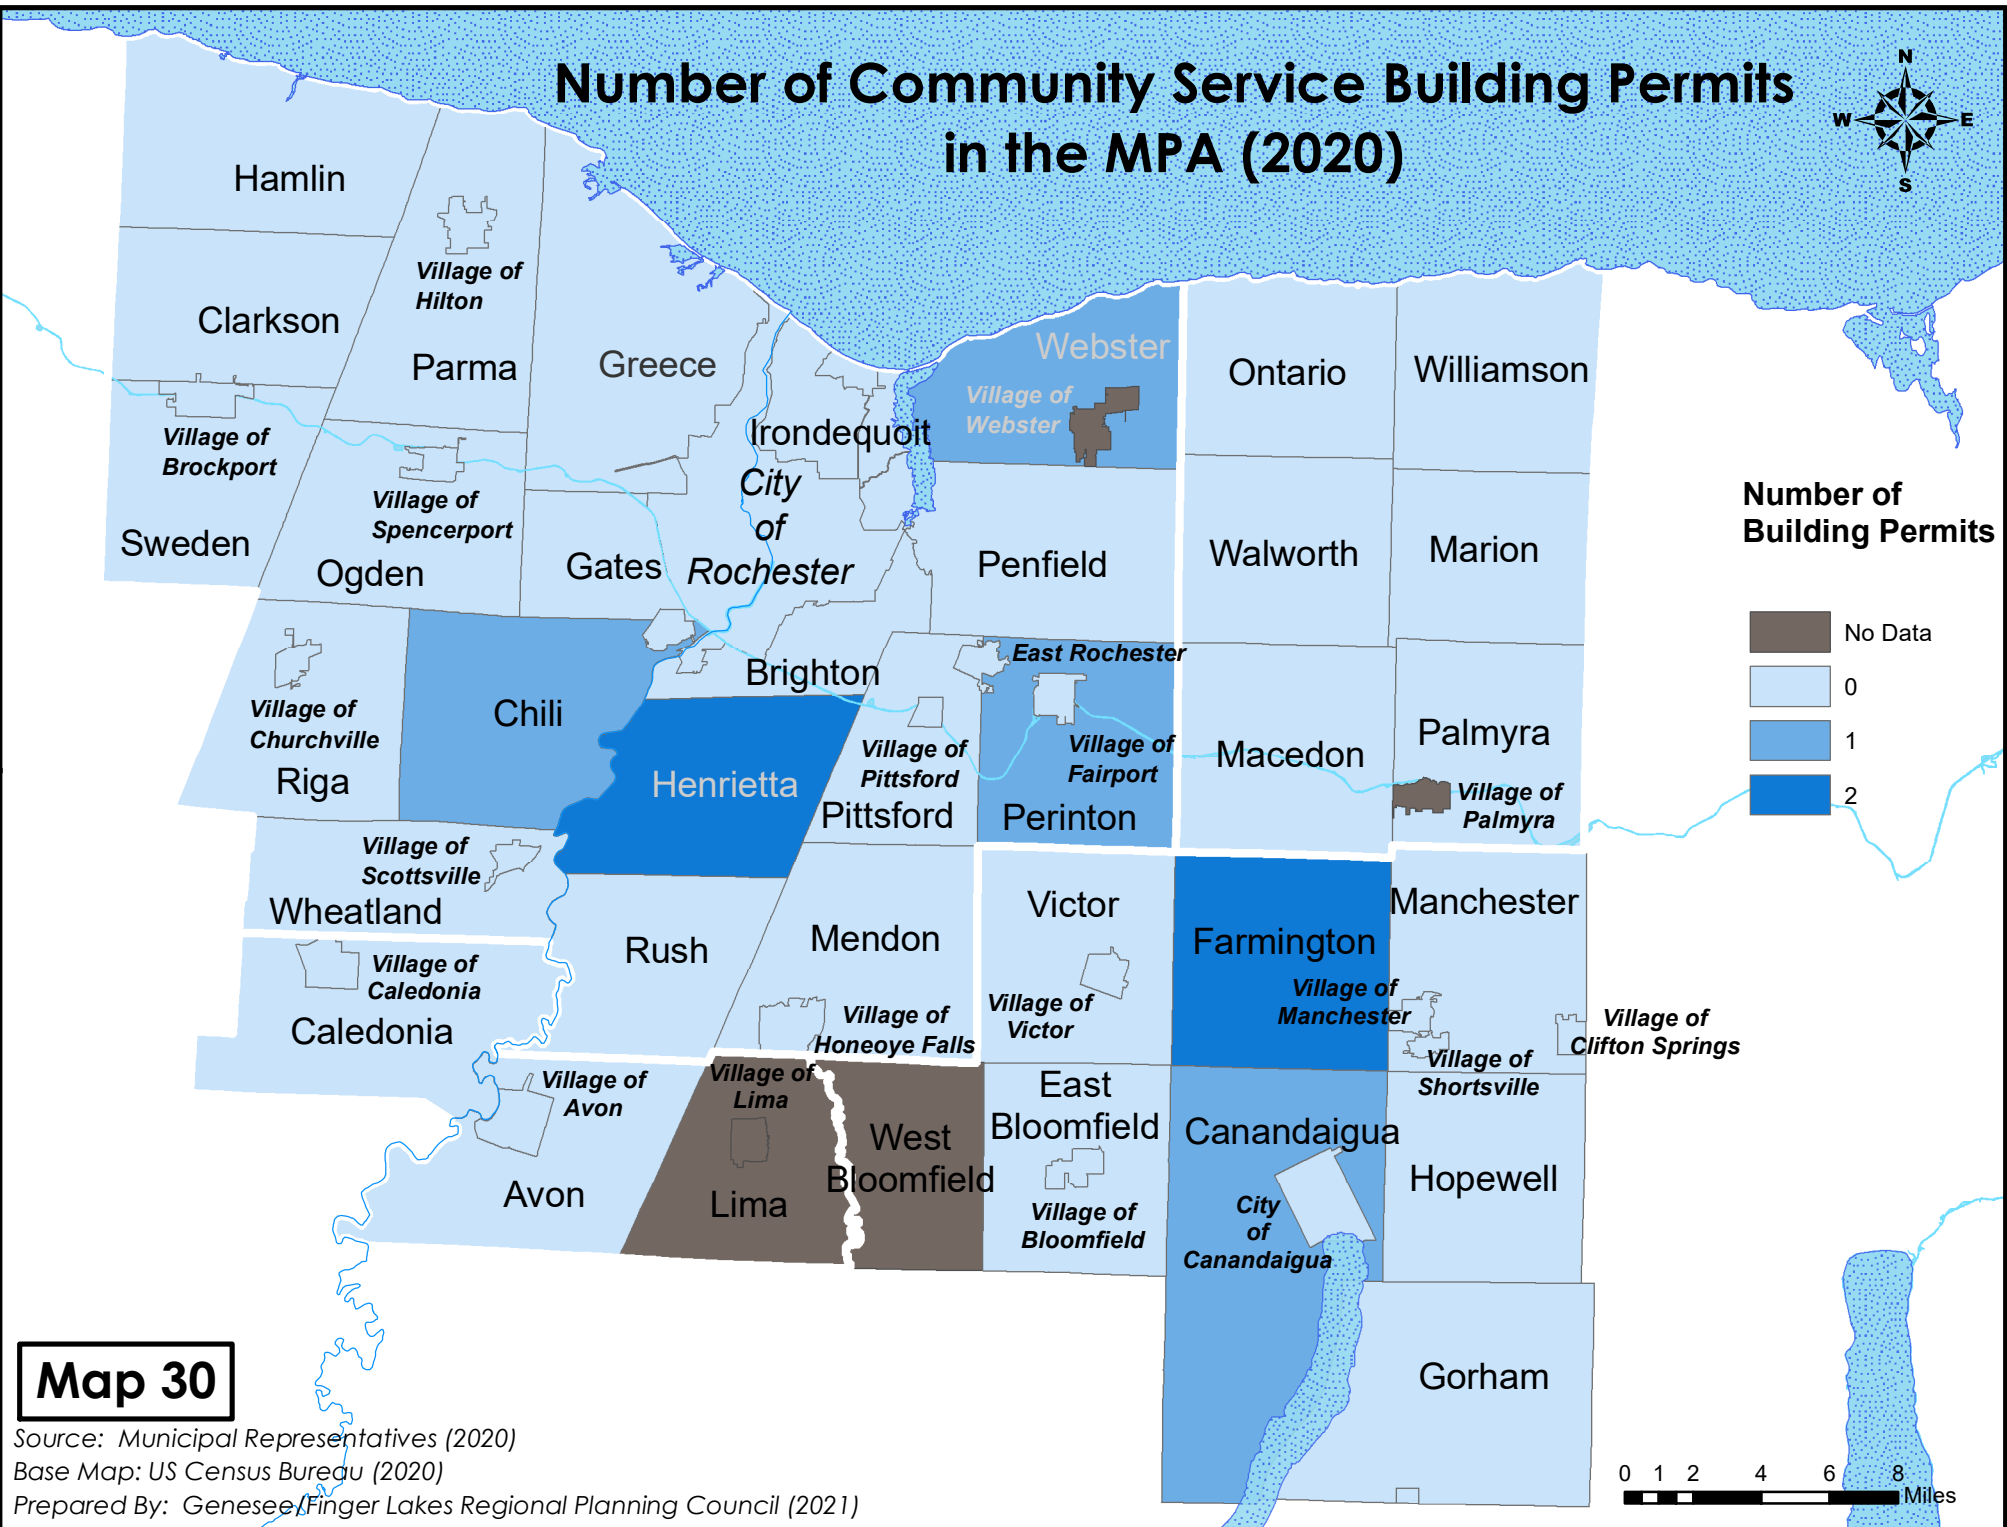 Number of Community Service Building Permits
in the MPA (2020)
N
W
E
S
Hamlin
Village of
Hilton
Clarkson
Parma
Greece
Webster
Village of
Webster
Ontario
Williamson
Village of
Brockport
Irondequoit
City
of
Rochester
Village of
Spencerport
Sweden
Ogden
Gates
Penfield
Walworth
Marion
Number of
Building Permits
No Data
0
1
2
East Rochester
Brighton
Chili
Village of
Churchville
Riga
Henrietta
Village of
Pittsford
Pittsford
Village of
Fairport
Perinton
Macedon
Palmyra
Village of
Palmyra
Village of
Scottsville
Wheatland
Victor
Manchester
Rush
Mendon
Farmington
Village of
Caledonia
Caledonia
Village of
Honeoye Falls
Village of
Victor
Village of
Manchester
Village of
Clifton Springs
Village of
Shortsville
Village of
Avon
Avon
Village of
Lima
Lima
West
Bloomfield
East
Bloomfield
Village of
Bloomfield
Canandaigua
City
of
Canandaigua
Hopewell
Gorham
Map 30
Source: Municipal Representatives (2020)
Base Map: US Census Bureau (2020)
Prepared By: Genesee/Finger Lakes Regional Planning Council (2021)
0 1 2 4 6 8
Miles